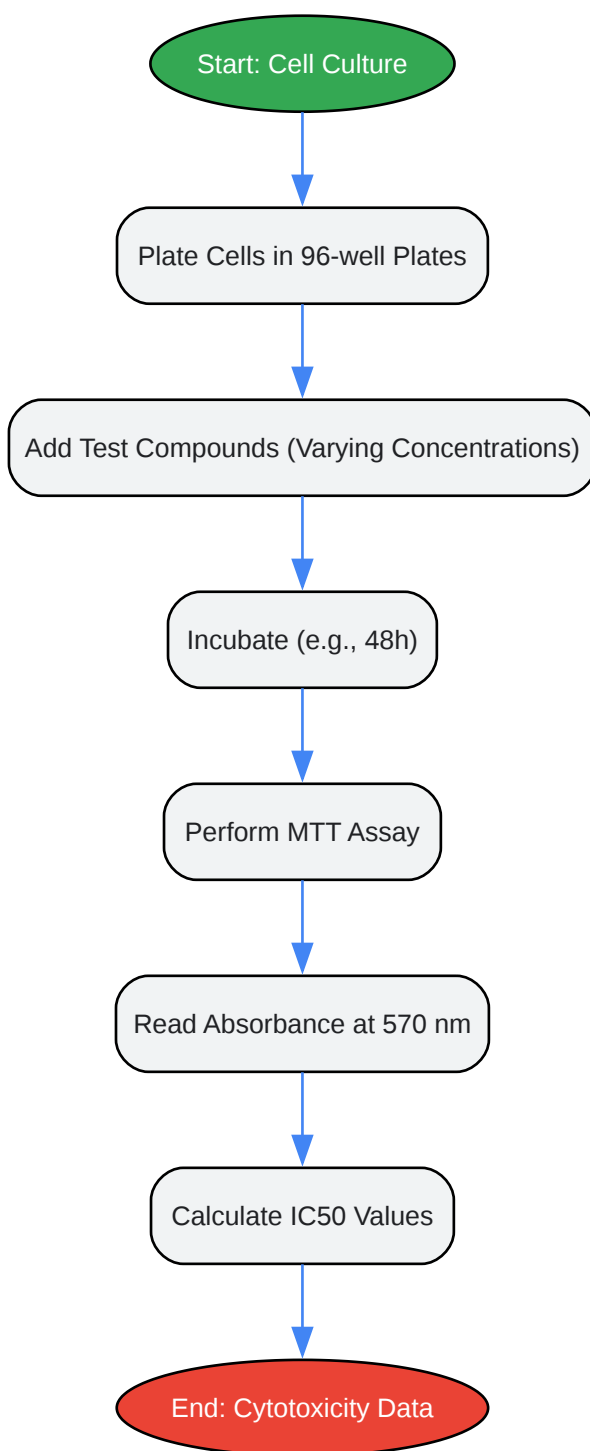 Start: Cell Culture
Plate Cells in 96-well Plates
Add Test Compounds (Varying Concentrations)
Incubate (e.g., 48h)
Perform MTT Assay
Read Absorbance at 570 nm
Calculate IC50 Values
End: Cytotoxicity Data